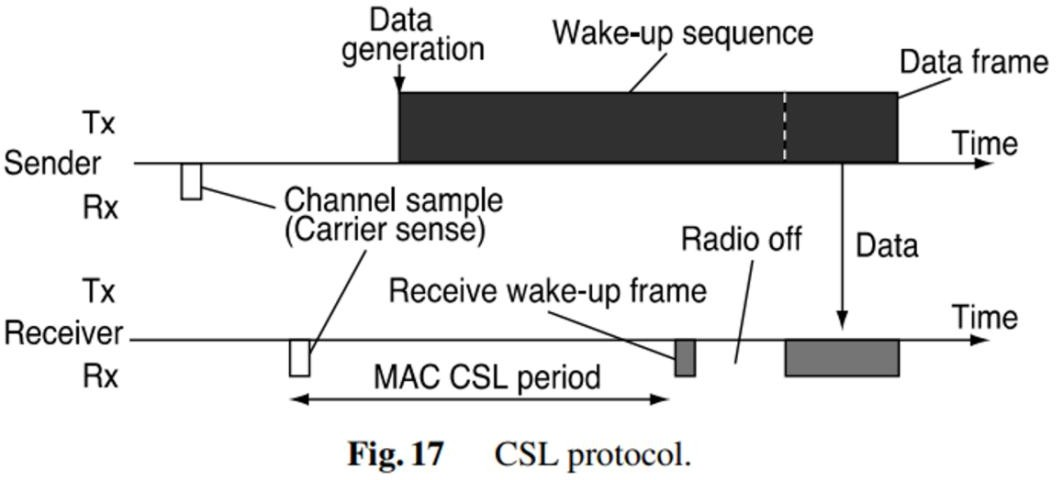 Data
generation
Wake-up sequence
Data frame
Tx
Sender
Time
Rx
Channel sample
(Carrier sense)
Radio off
Data
Tx
Receive wake-up frame
Receiver
Time
Rx
MAC CSL period
Fig. 17 CSL protocol.